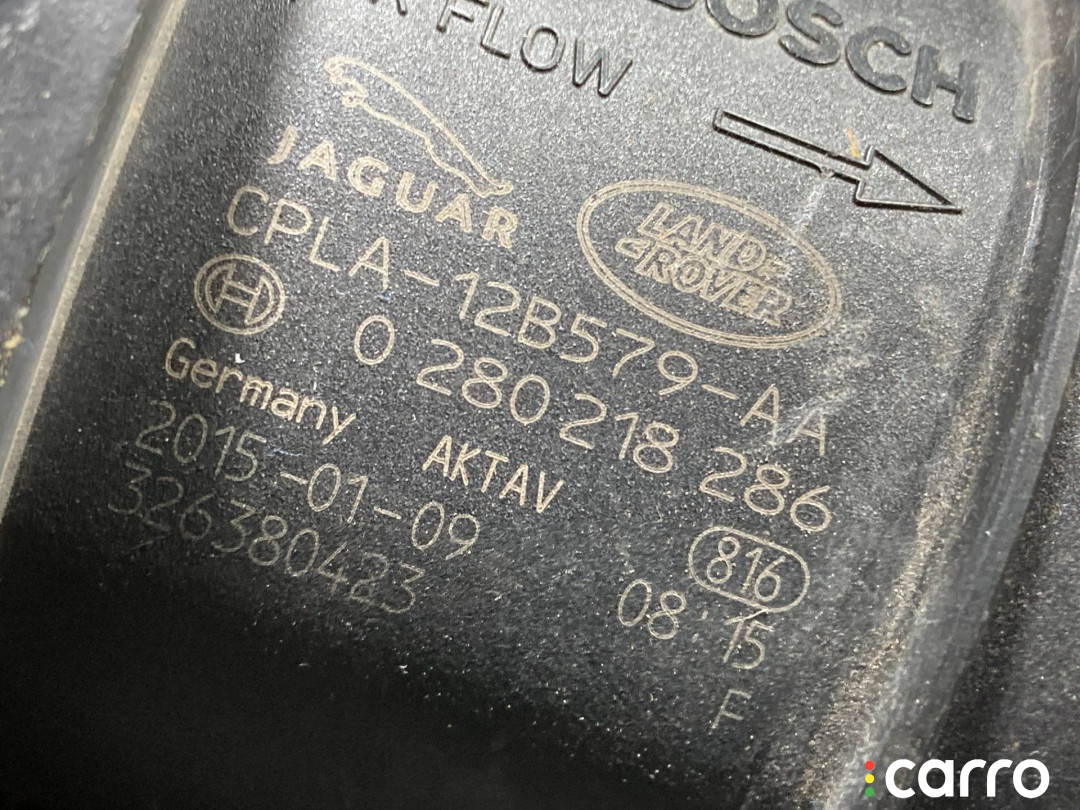 BOSCH
FLOW
JAGUAR
LAND ROVER
CPLA-12B579-AA
0 280 218 286
Germany AKTAV
816
2015-01-09
08 15
326380423
F
carro